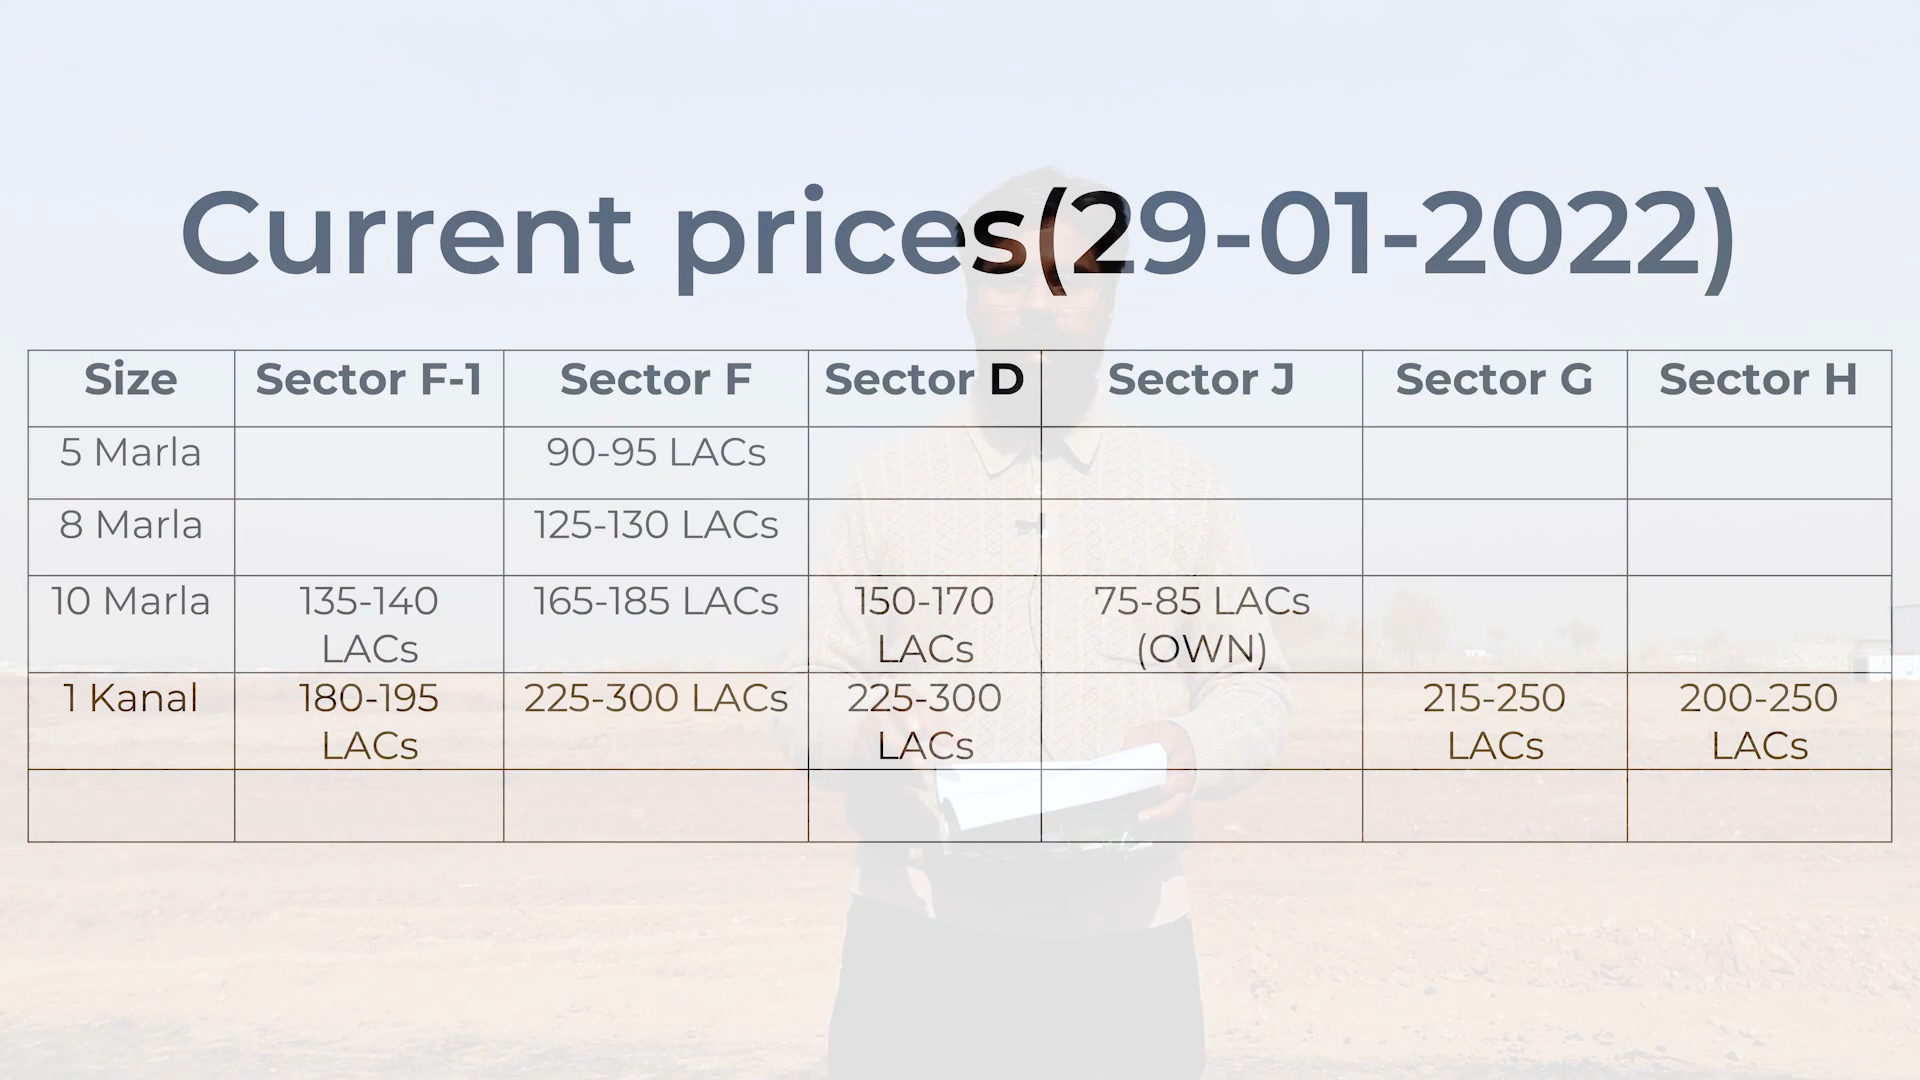 Current prices(29-01-2022)
Size Sector F-1 Sector F Sector D Sector J Sector G Sector H
5 Marla 90-95 LACs
8 Marla 125-130 LACs
10 Marla 135-140 LACs 165-185 LACs 150-170 LACs 75-85 LACs (OWN)
1 Kanal 180-195 LACs 225-300 LACs 225-300 LACs 215-250 LACs 200-250 LACs